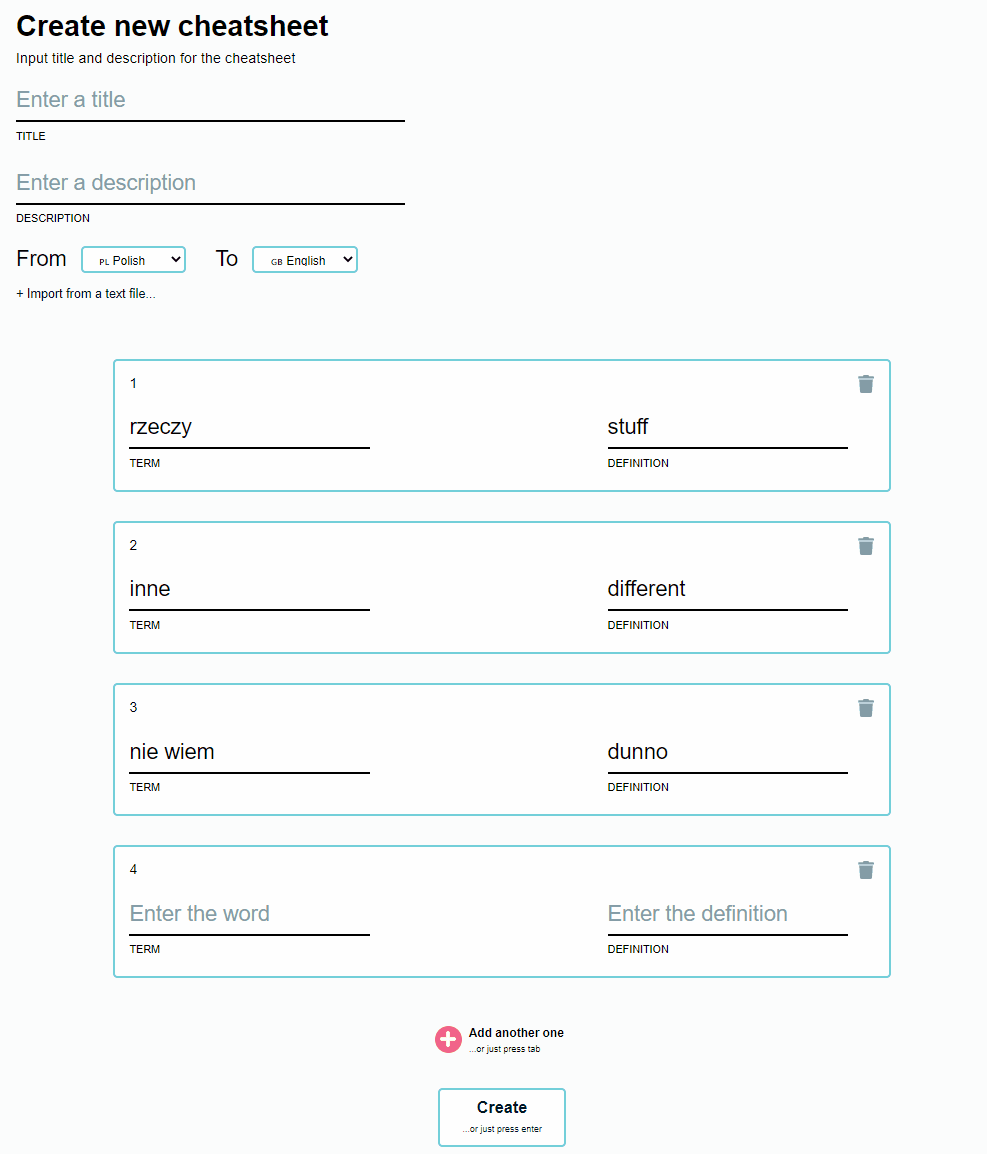 Create new cheatsheet
Input title and description for the cheatsheet
Enter a title
TITLE
Enter a description
DESCRIPTION
From PL Polish To GB English
+ Import from a text file...
1
rzeczy stuff
TERM DEFINITION
2
inne different
TERM DEFINITION
3
nie wiem dunno
TERM DEFINITION
4
Enter the word Enter the definition
TERM DEFINITION
Add another one
...or just press tab
Create
...or just press enter